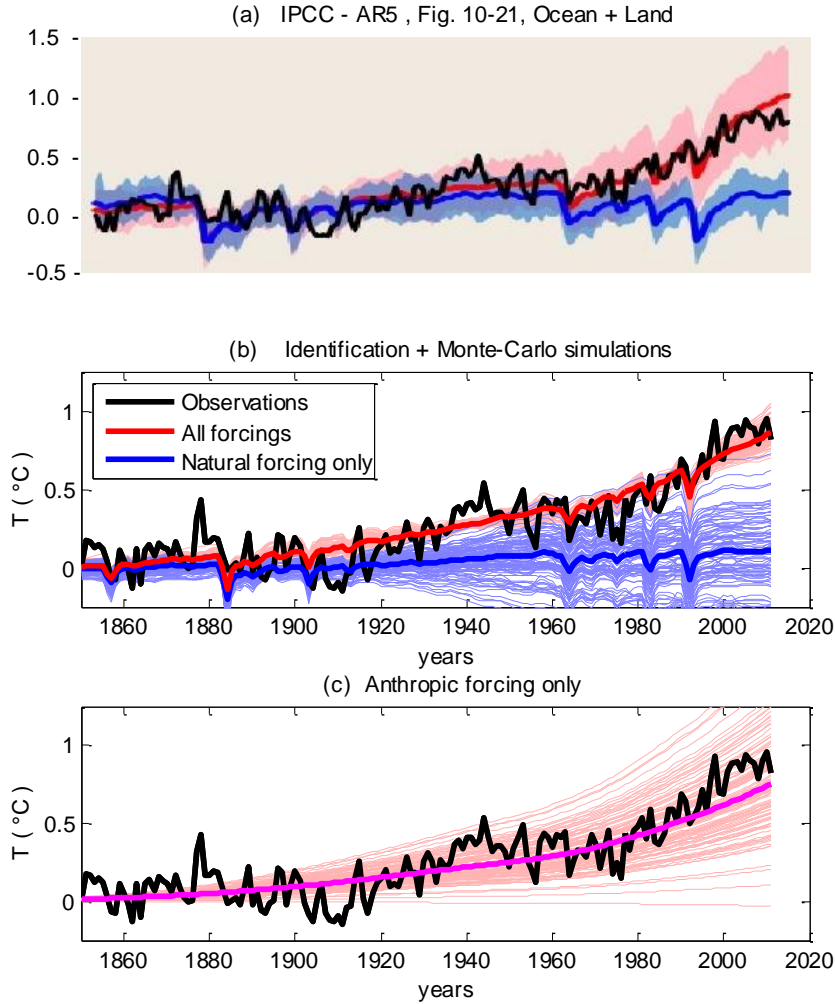 (a) IPCC - AR5 , Fig. 10-21, Ocean + Land
1.5 -
1.0 -
0.5 -
0.0 -
-0.5 -
(b) Identification + Monte-Carlo simulations
Observations
All forcings
Natural forcing only
T ( °C )
1
0.5
0
1860 1880 1900 1920 1940 1960 1980 2000 2020
years
(c) Anthropic forcing only
T ( °C )
1
0.5
0
1860 1880 1900 1920 1940 1960 1980 2000 2020
years